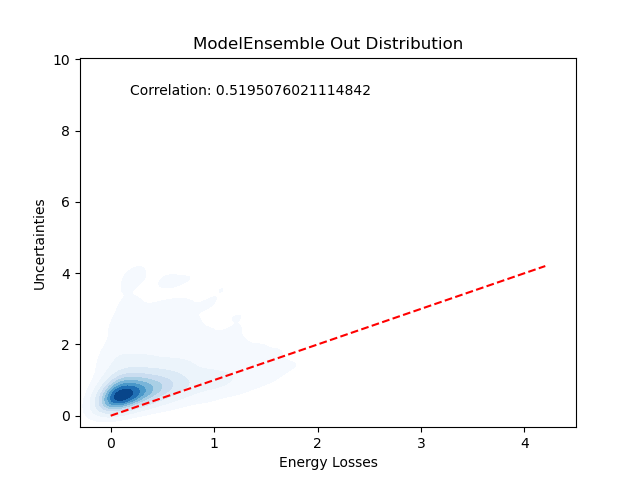 ModelEnsemble Out Distribution
Correlation: 0.5195076021114842
Uncertainties
10
8
6
4
2
0
0 1 2 3 4
Energy Losses